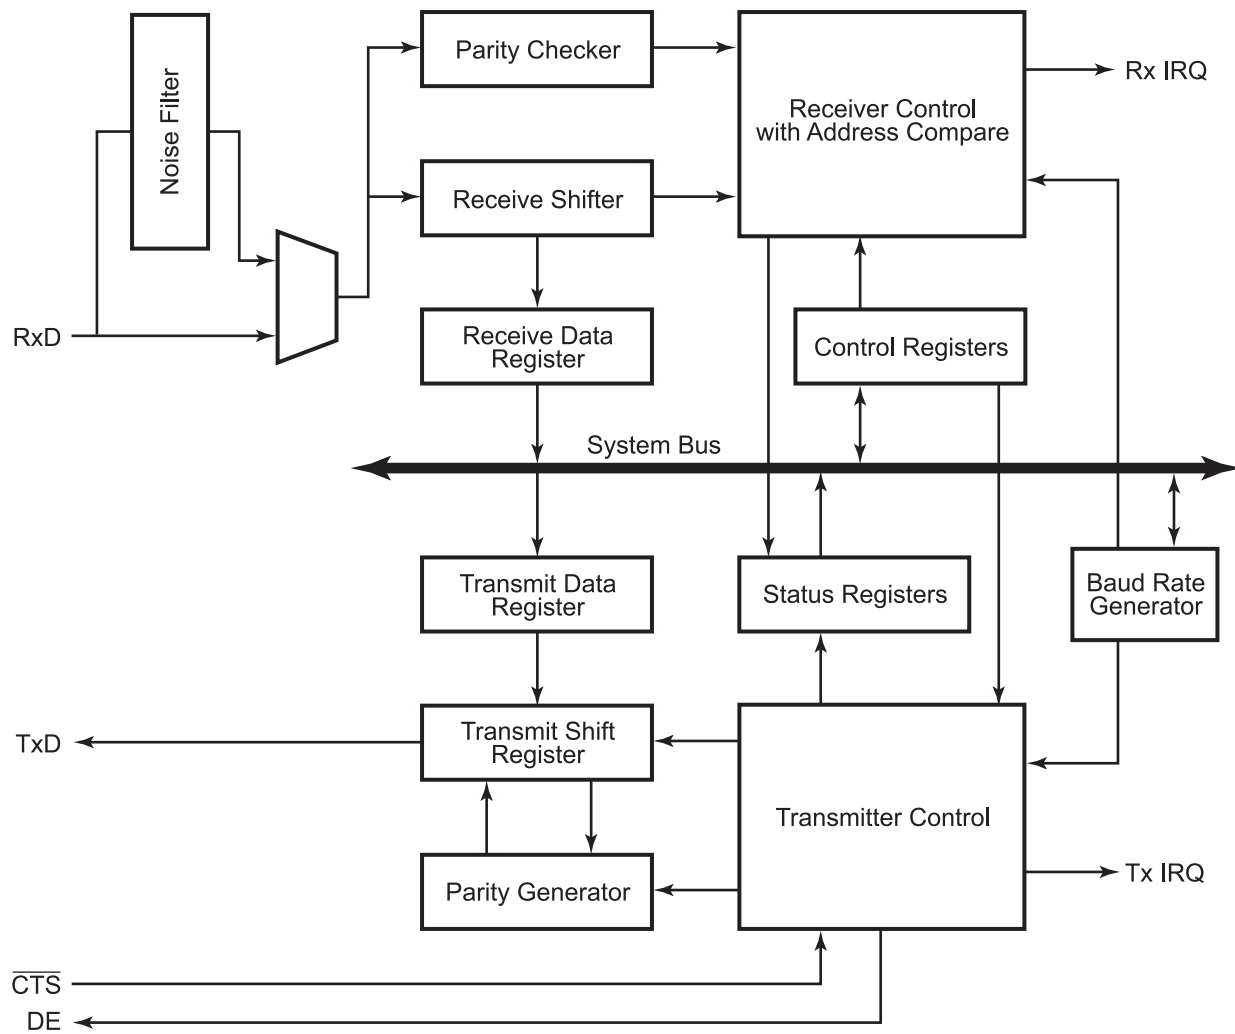 Parity Checker
Noise Filter
Receiver Control
with Address Compare
Rx IRQ
Receive Shifter
RxD
Receive Data
Register
Control Registers
System Bus
Transmit Data
Register
Status Registers
Baud Rate
Generator
TxD
Transmit Shift
Register
Transmitter Control
Parity Generator
Tx IRQ
CTS
DE